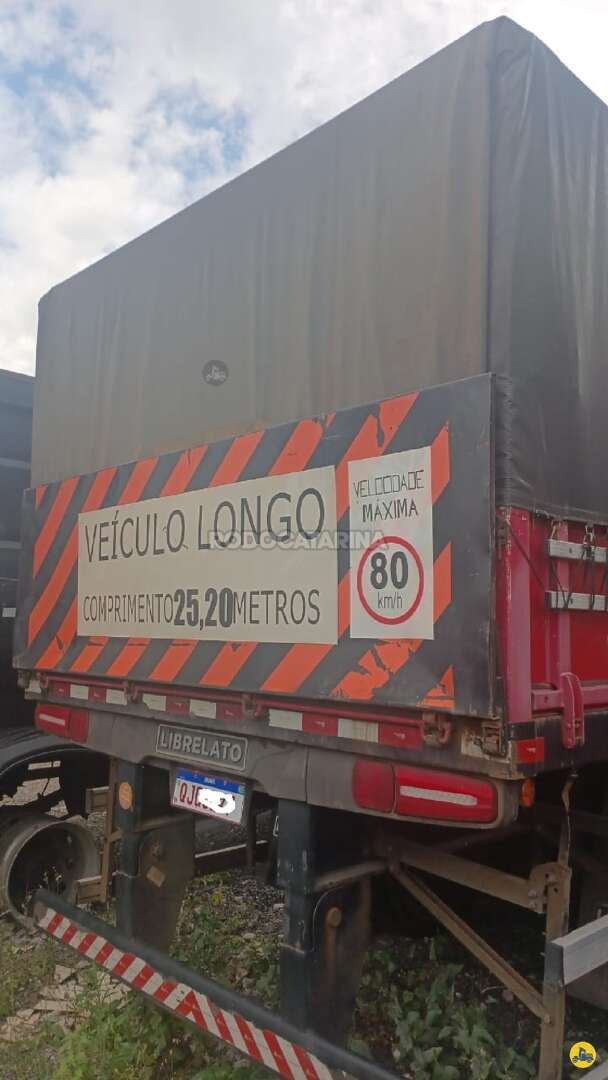 VEÍCULO LONGO
COMPRIMENTO 25,20 METROS
VELOCIDADE
MÁXIMA
80
km/h
RODOCATARINA
LIBRELATO